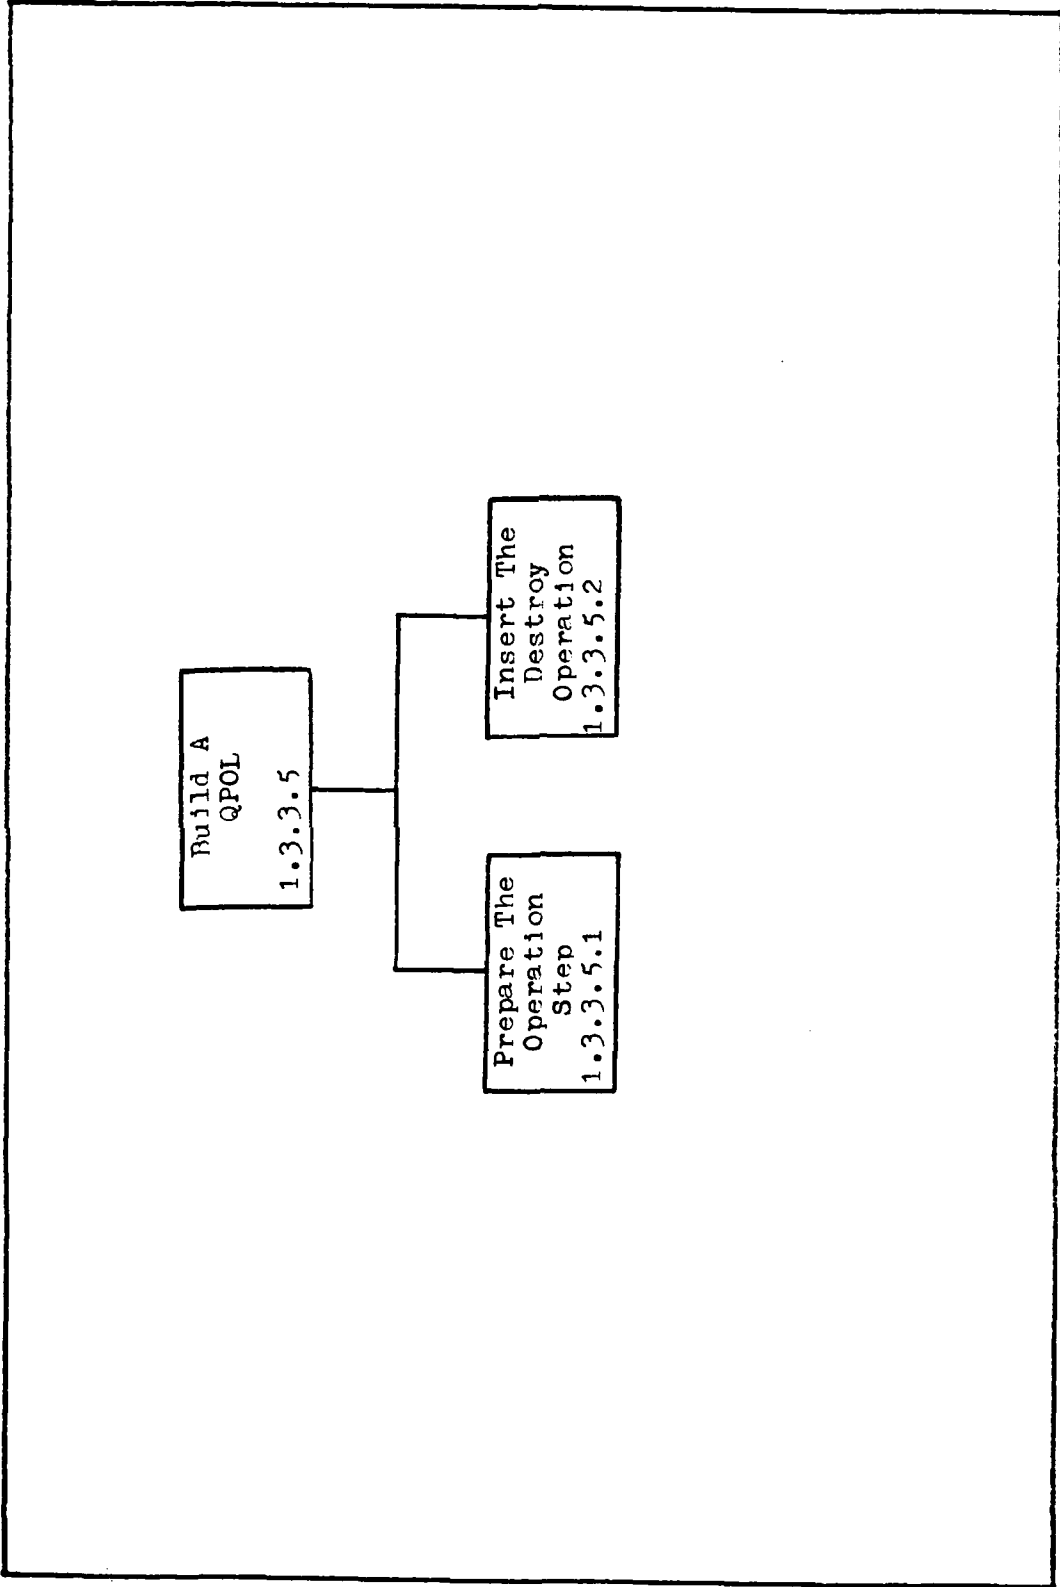 Build A
QPOL
1.3.3.5
Prepare The
Operation
Step
1.3.3.5.1
Insert The
Destroy
Operation
1.3.3.5.2